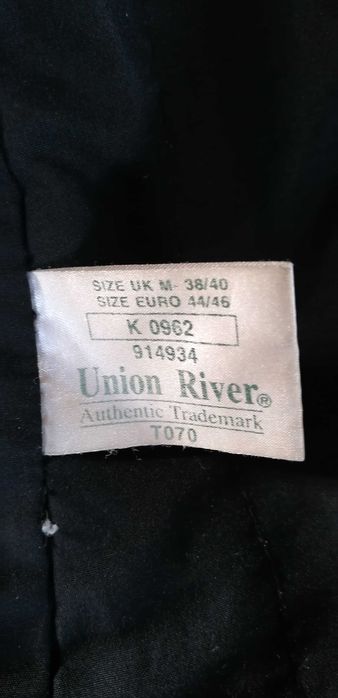 SIZE UK M- 38/40
SIZE EURO 44/46
K 0962
914934
Union River®
Authentic Trademark
T070